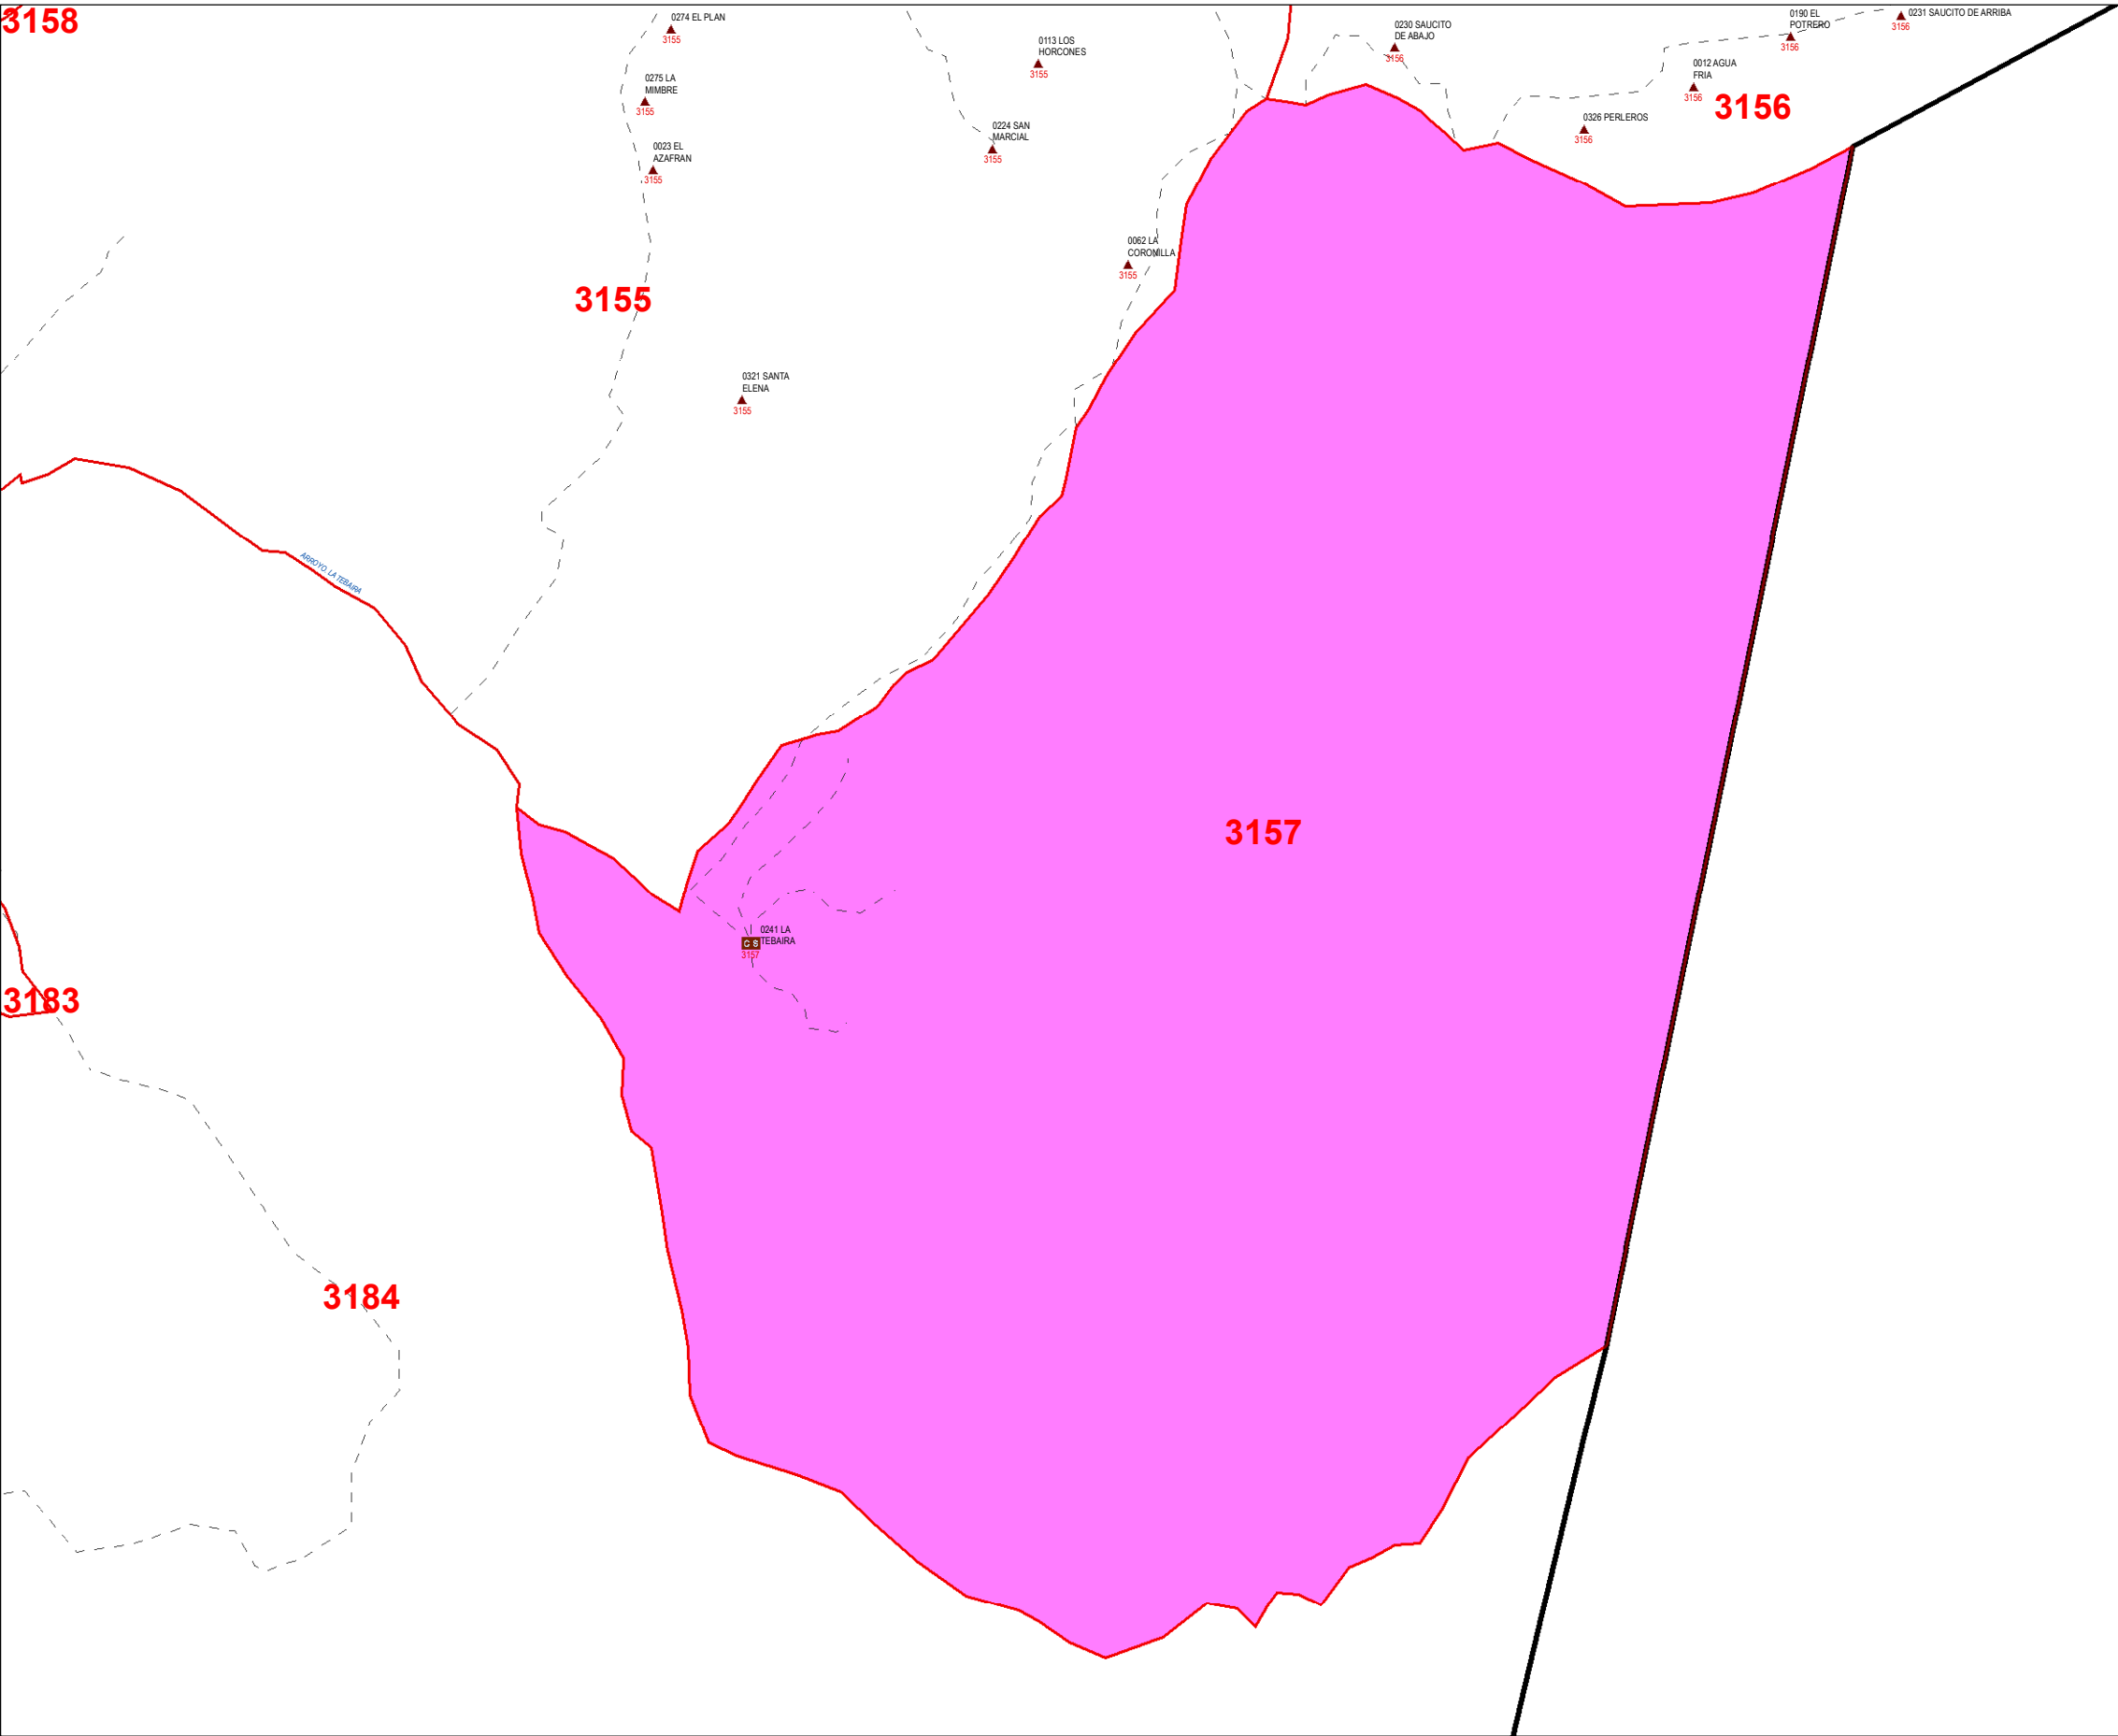 3158
0274 EL PLAN
3155
0113 LOS
HORCONES
3155
0230 SAUCITO
DE ABAJO
3156
0190 EL
POTRERO
3156
0231 SAUCITO DE ARRIBA
3156
0275 LA
MIMBRE
3155
0012 AGUA
FRIA
3156
3156
0224 SAN
MARCIAL
3155
0326 PERLEROS
3156
0023 EL
AZAFRAN
3155
0062 LA
CORONILLA
3155
3155
0321 SANTA
ELENA
3155
ARROYO LA TEBAIRA
3157
0241 LA
TEBAIRA
C S
3157
3183
3184